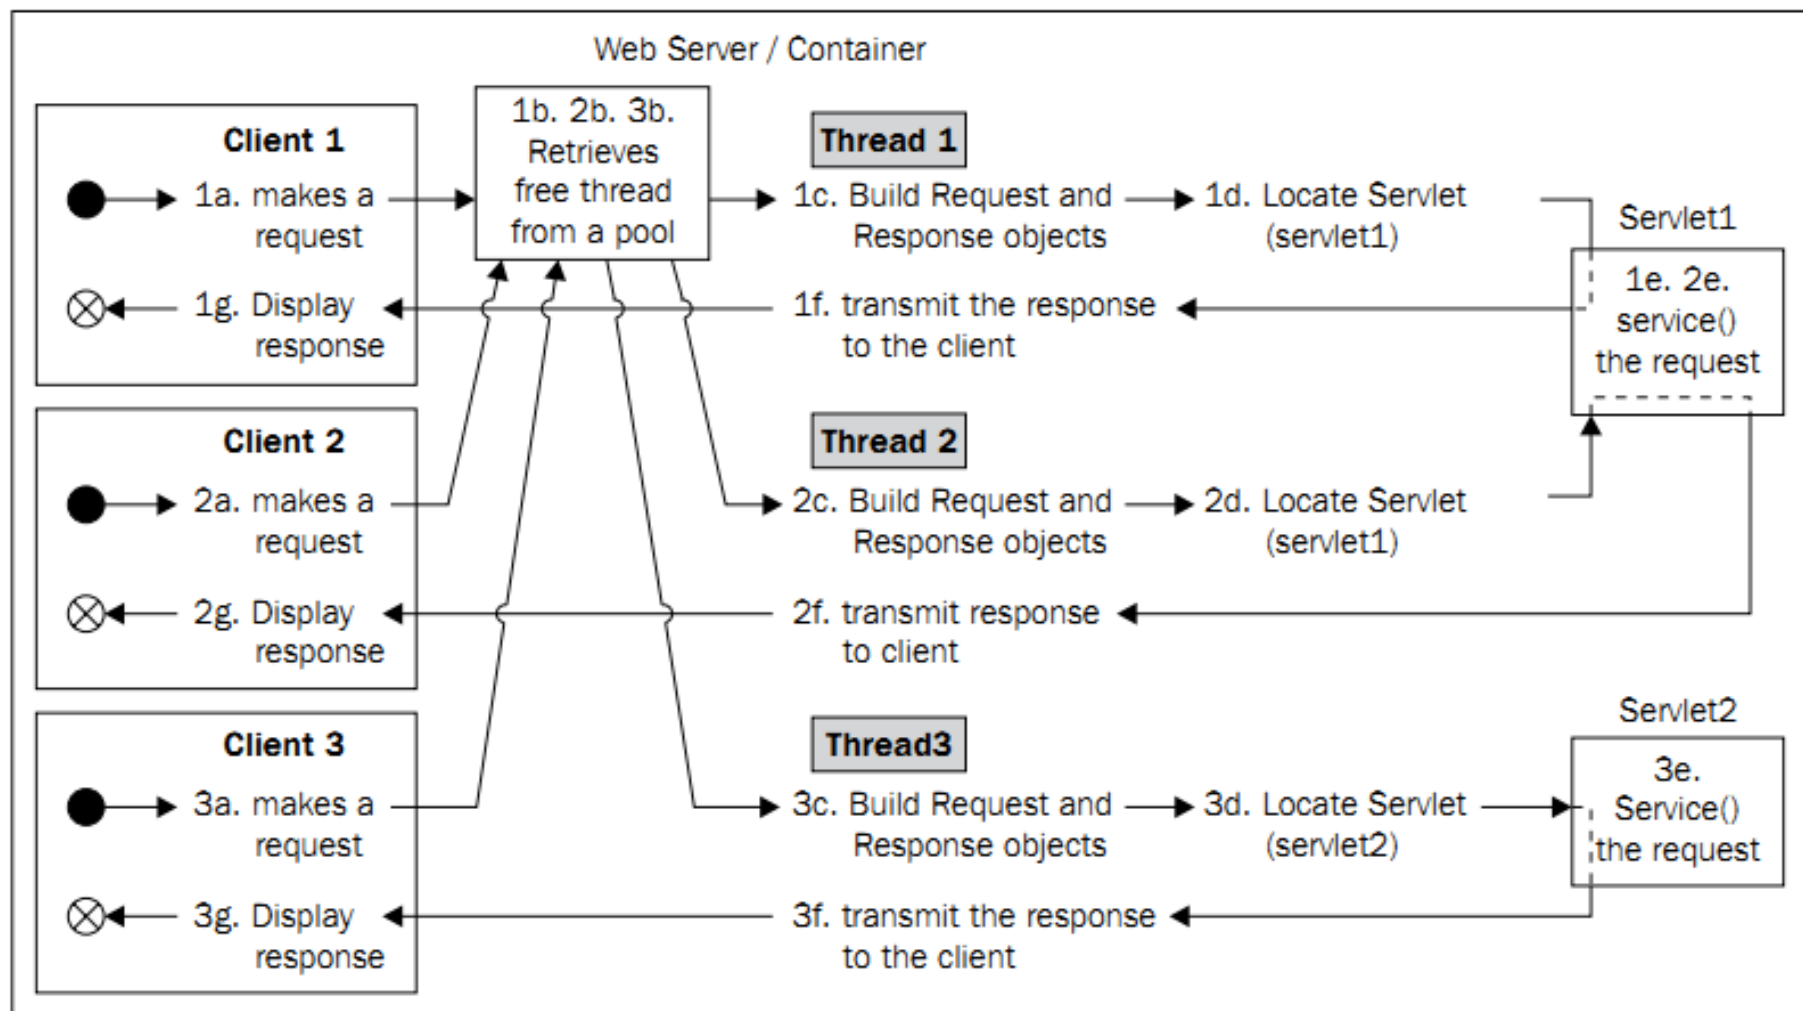 Web Server / Container
Client 1
1a. makes a
request
1g. Display
response
1b. 2b. 3b.
Retrieves
free thread
from a pool
Thread 1
1c. Build Request and
Response objects
1d. Locate Servlet
(servlet1)
1f. transmit the response
to the client
Servlet1
1e. 2e.
service()
the request
Client 2
2a. makes a
request
2g. Display
response
Thread 2
2c. Build Request and
Response objects
2d. Locate Servlet
(servlet1)
2f. transmit response
to client
Client 3
3a. makes a
request
3g. Display
response
Thread3
3c. Build Request and
Response objects
3d. Locate Servlet
(servlet2)
3f. transmit the response
to the client
Servlet2
3e.
Service()
the request